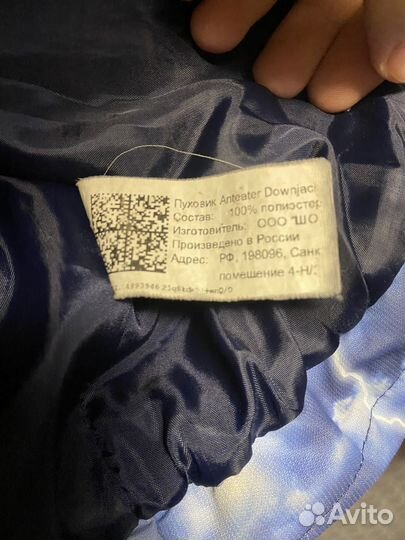 Пуховик Anteater Downjac
Состав: 100% полиэстер
Изготовитель: ООО "ШО
Произведено в России
Адрес: РФ, 198096, Санк
помещение 4-Н/
Avito